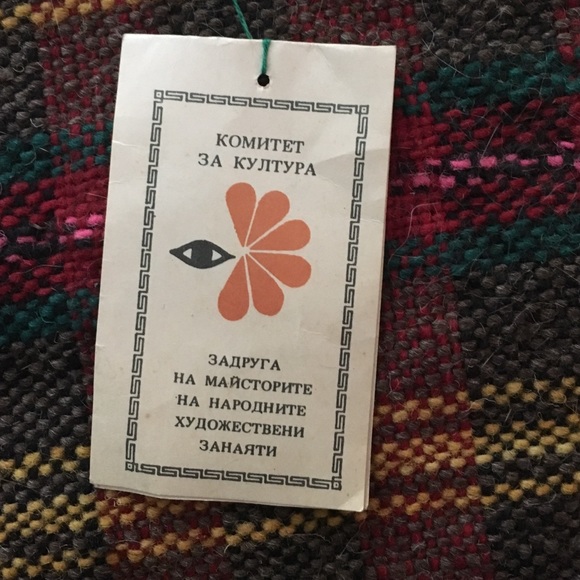 КОМИТЕТ
ЗА КУЛТУРА
ЗАДРУГА
НА МАЙСТОРИТЕ
НА НАРОДНИТЕ
ХУДОЖЕСТВЕНИ
ЗАНАЯТИ